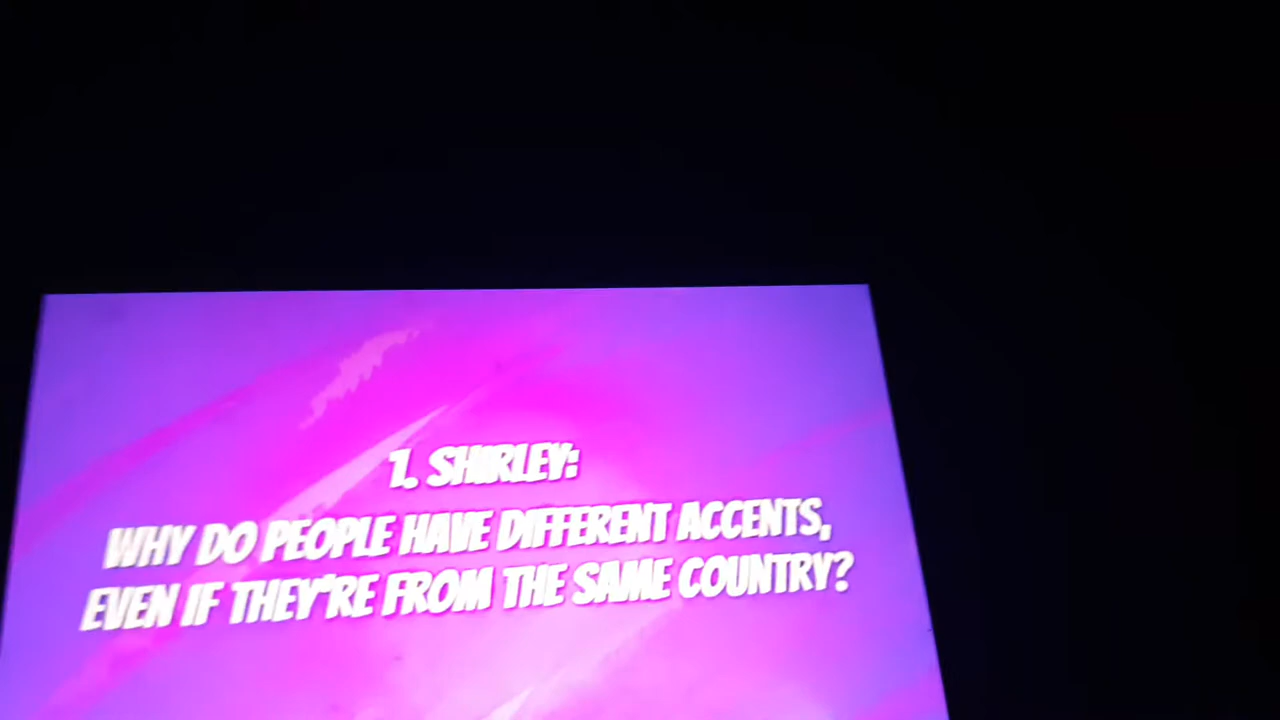 1. SHIRLEY:
WHY DO PEOPLE HAVE DIFFERENT ACCENTS,
EVEN IF THEY'RE FROM THE SAME COUNTRY?